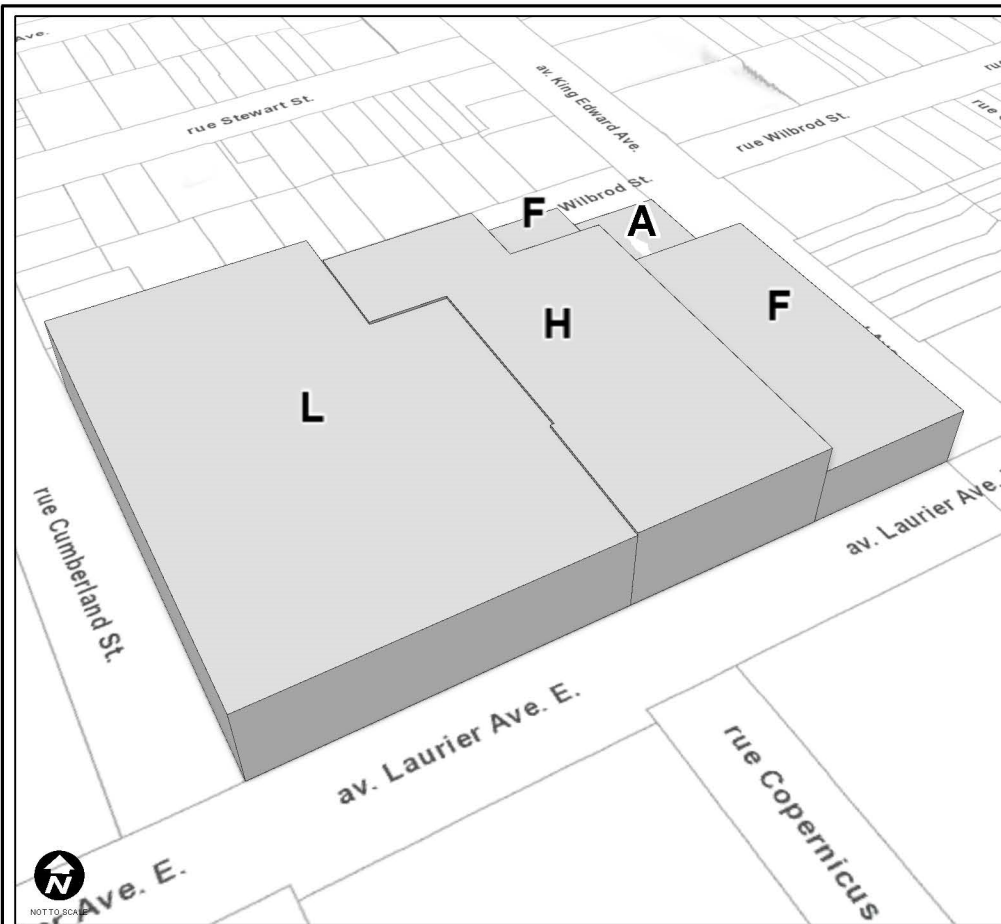 Ave.
rue Stewart St.
av. King Edward Ave.
rue Wilbrod St.
Wilbrod St.
F
A
F
H
L
rue Cumberland St.
av. Laurier Ave.
av. Laurier Ave. E.
rue Copernicus
Ave. E.
N
NOT TO SCALE